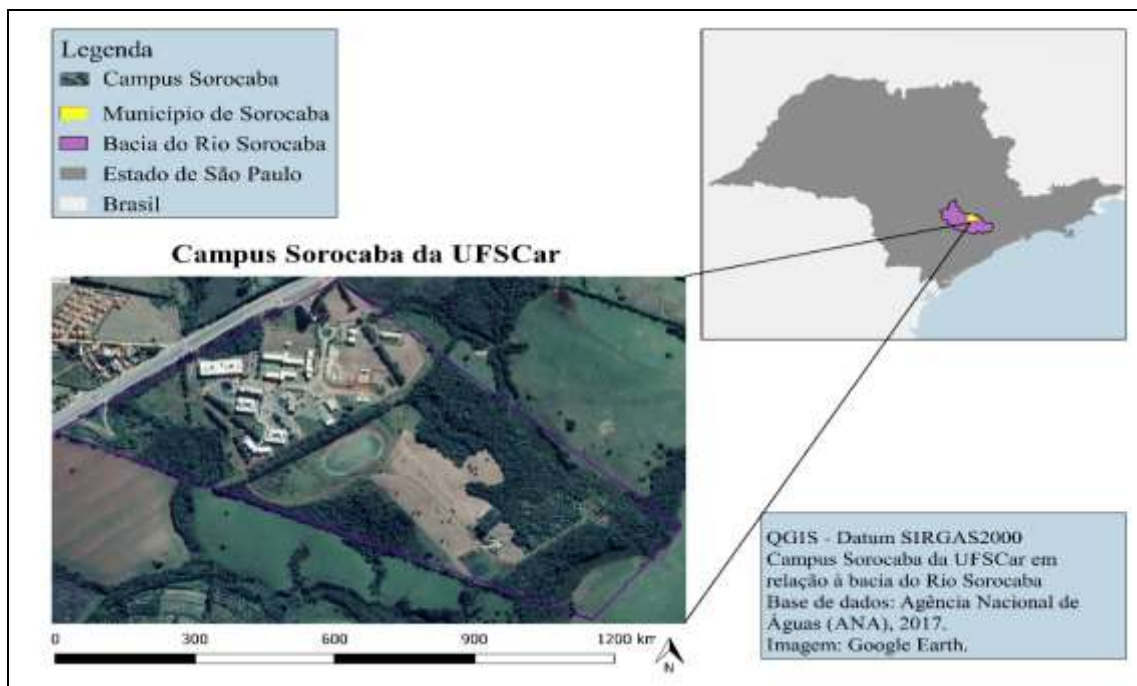 Legenda
Campus Sorocaba
Município de Sorocaba
Bacia do Rio Sorocaba
Estado de São Paulo
Brasil
Campus Sorocaba da UFSCar
0 300 600 900 1200 km
N
QGIS - Datum SIRGAS2000
Campus Sorocaba da UFSCar em
relação à bacia do Rio Sorocaba
Base de dados: Agência Nacional de
Águas (ANA), 2017.
Imagem: Google Earth.